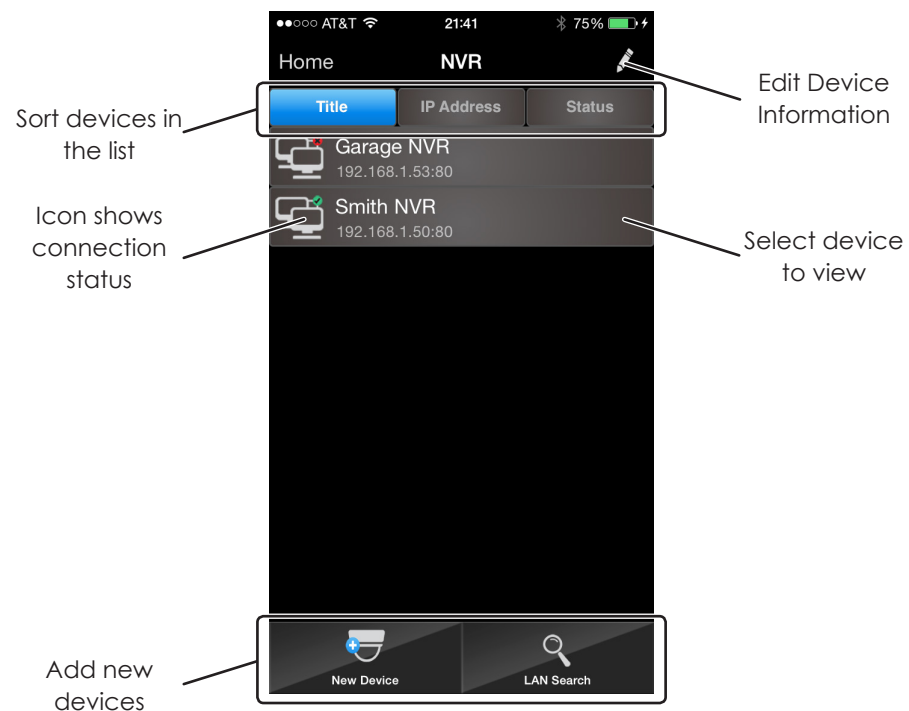 AT&T 21:41 75%
Home NVR
Edit Device
Information
Title IP Address Status
Sort devices in
the list
Garage NVR
192.168.1.53:80
Icon shows
connection
status
Smith NVR
192.168.1.50:80
Select device
to view
Add new
devices
New Device LAN Search